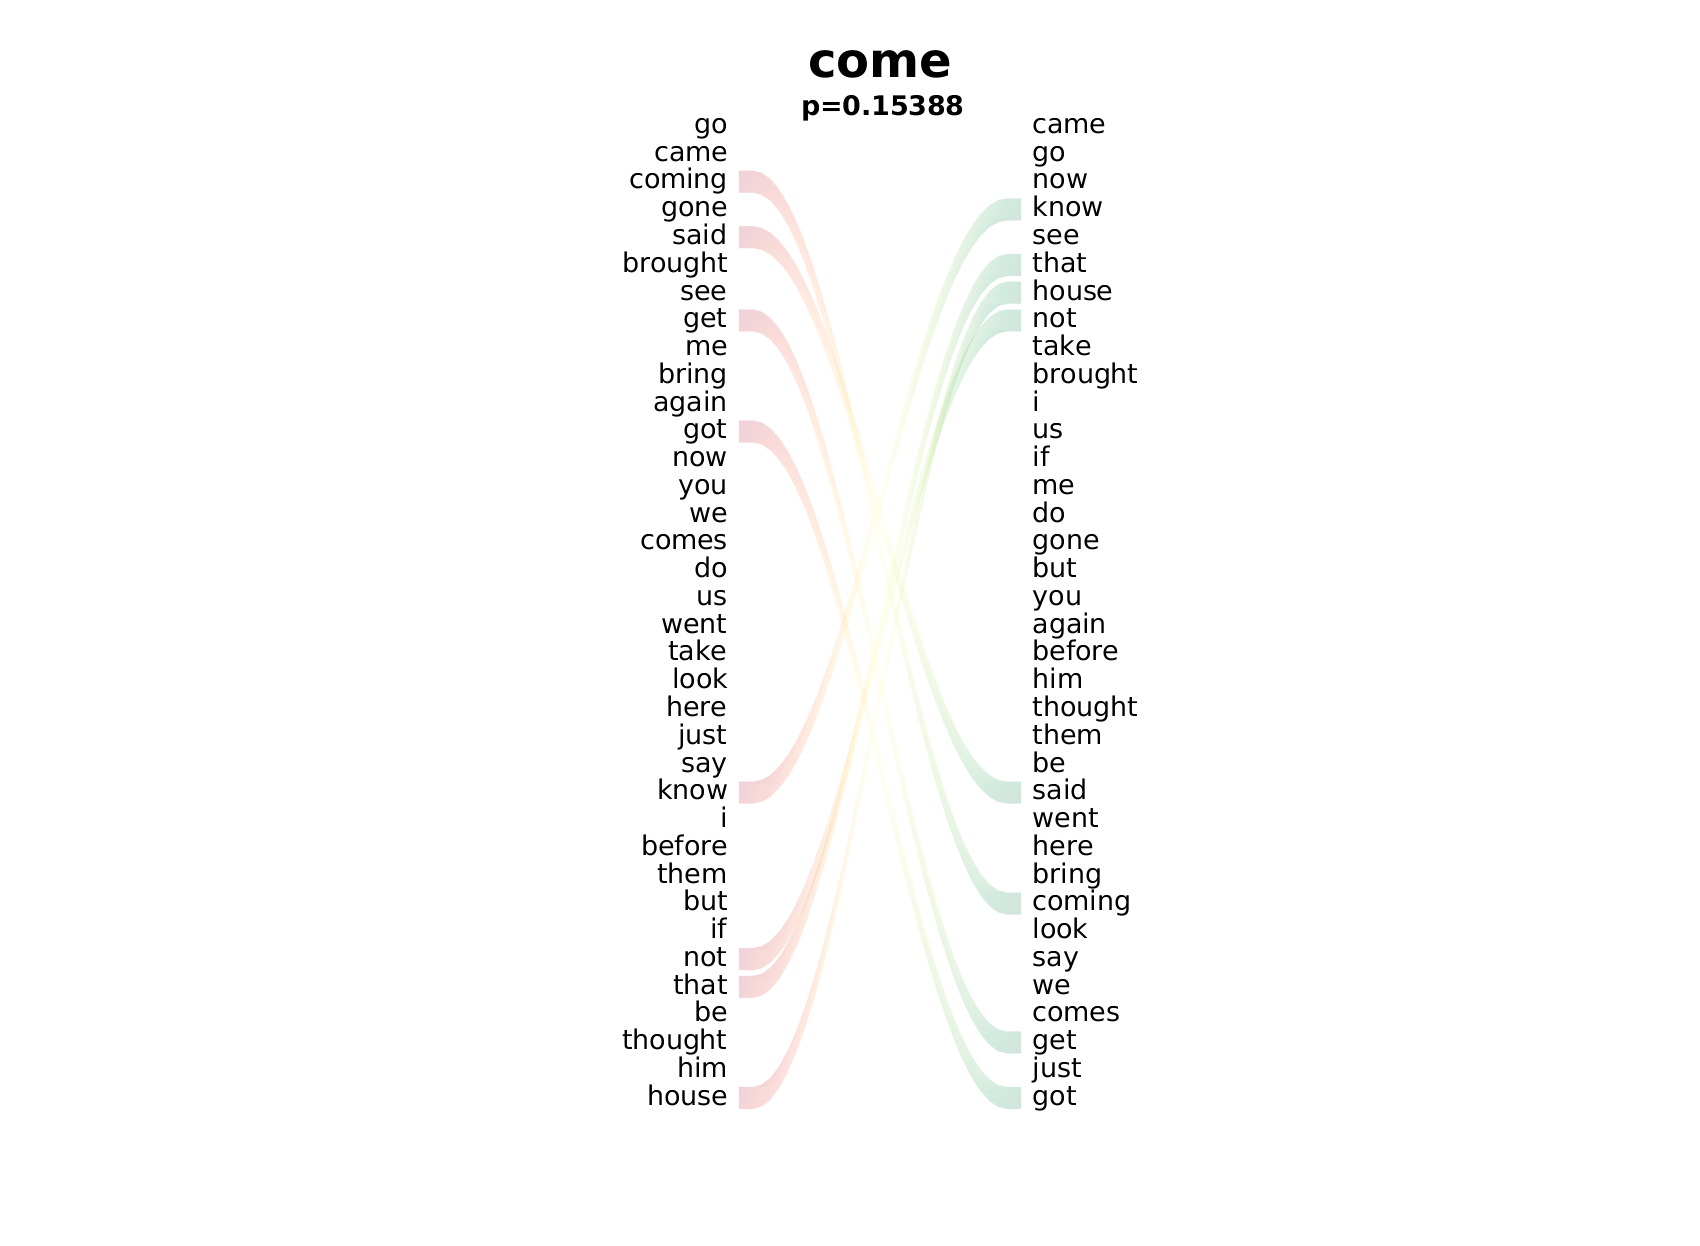 come
p=0.15388
go came
came go
coming now
gone know
said see
brought that
see house
get not
me take
bring brought
again i
got us
now if
you me
we do
comes gone
do but
us you
went again
take before
look him
here thought
just them
say be
know said
i went
before here
them bring
but coming
if look
not say
that we
be comes
thought get
him just
house got